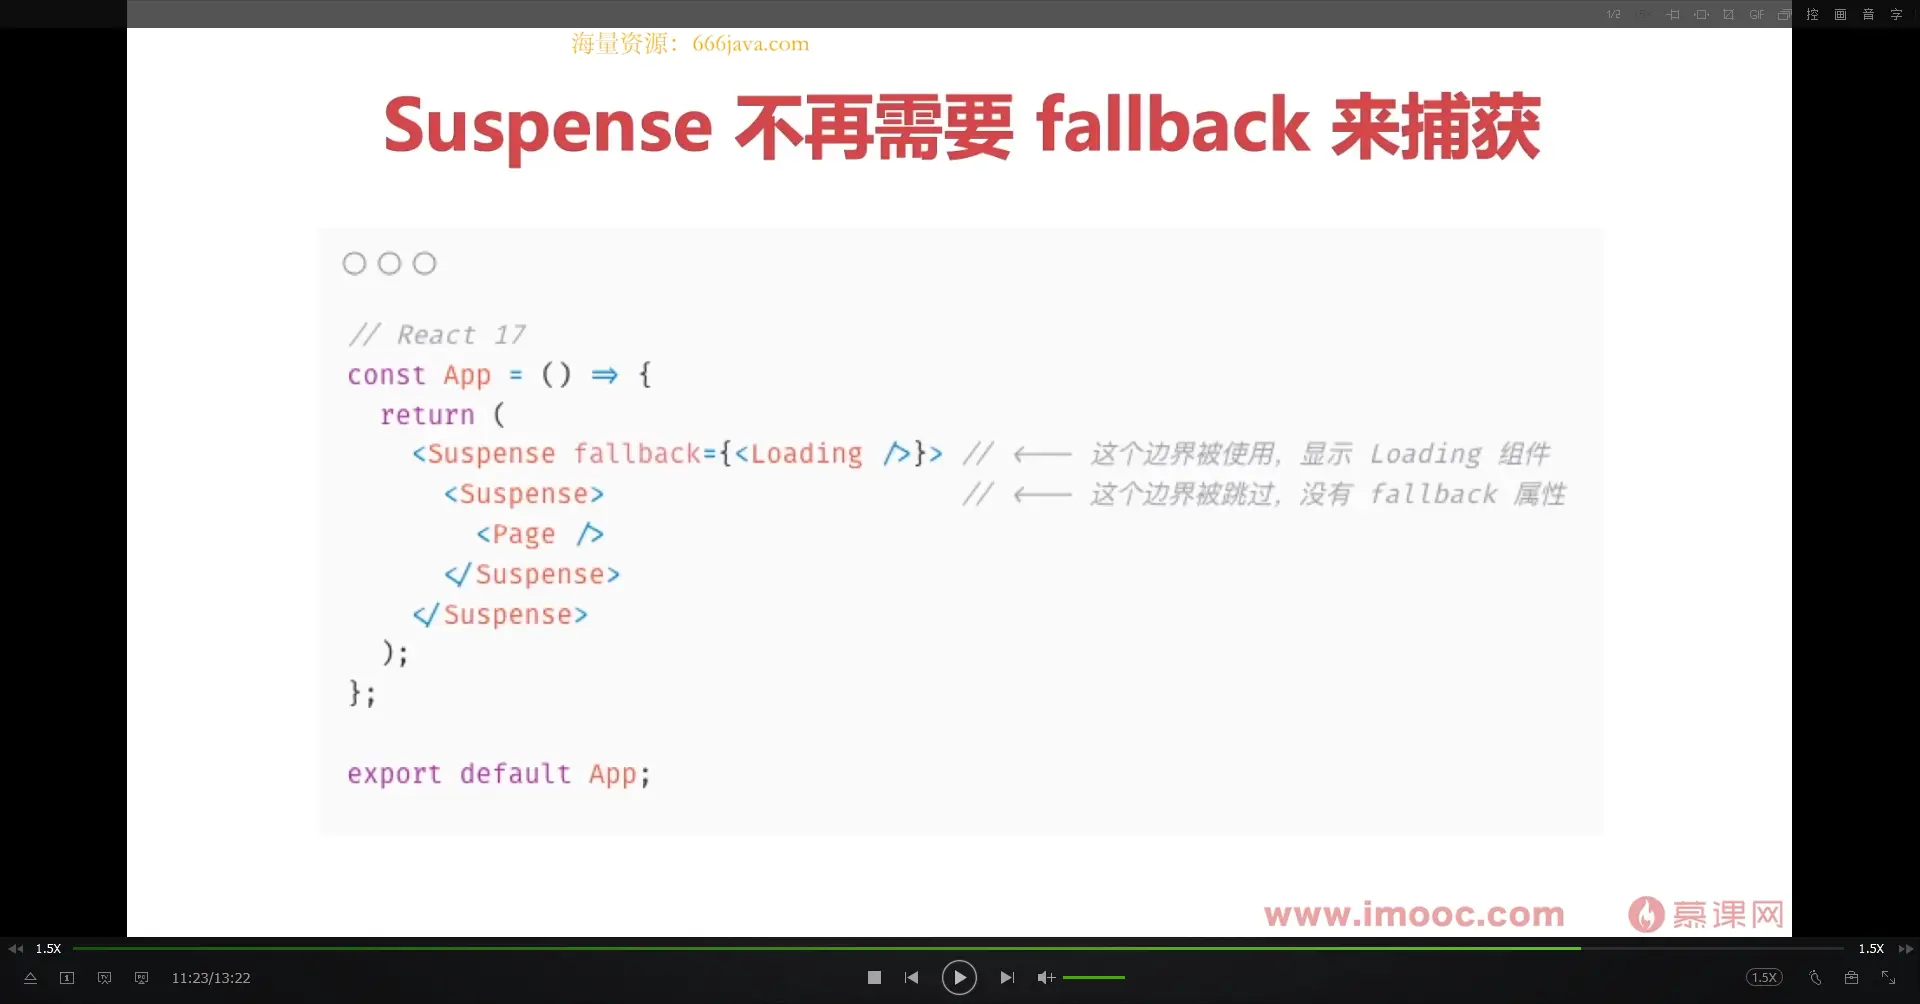 1/2 GIF 控 画 音 字
海量资源：666java.com
Suspense 不再需要 fallback 来捕获
// React 17
const App = () => {
return (
<Suspense fallback={<Loading />}> // <—— 这个边界被使用，显示 Loading 组件
<Suspense> // <—— 这个边界被跳过，没有 fallback 属性
<Page />
</Suspense>
</Suspense>
);
};
export default App;
www.imooc.com 慕课网
1.5X 1.5X
11:23/13:22 1.5X